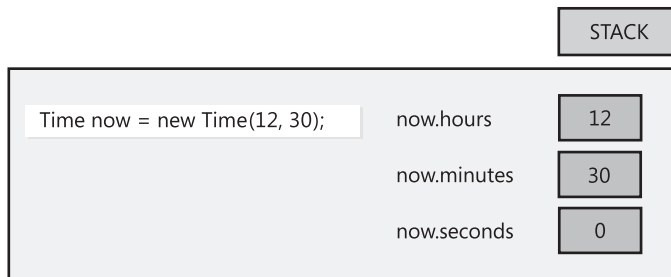 STACK
Time now = new Time(12, 30);
now.hours 12
now.minutes 30
now.seconds 0